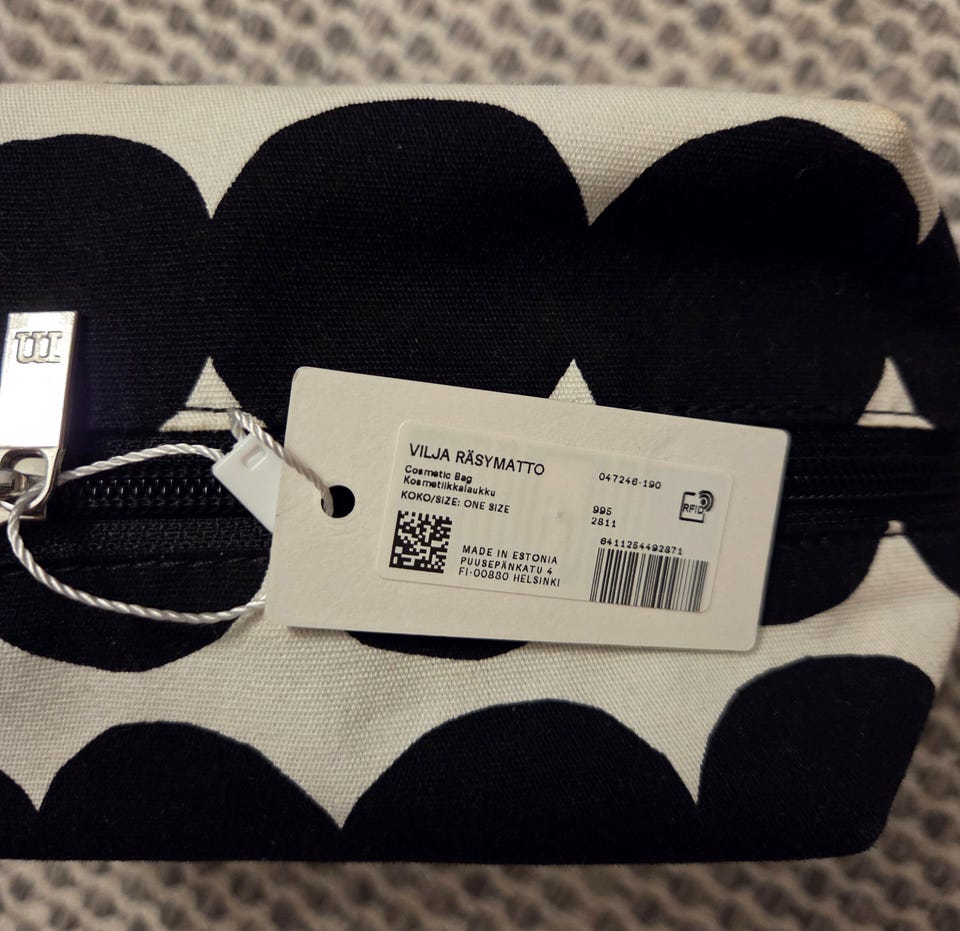 VILJA RÄSYMATTO
Cosmetic Bag
Kosmetiikkalaukku
KOKO/SIZE: ONE SIZE
MADE IN ESTONIA
PUUSEPÄNKATU 4
FI-00880 HELSINKI
047246-190
995
2811
RFID
6411254492871